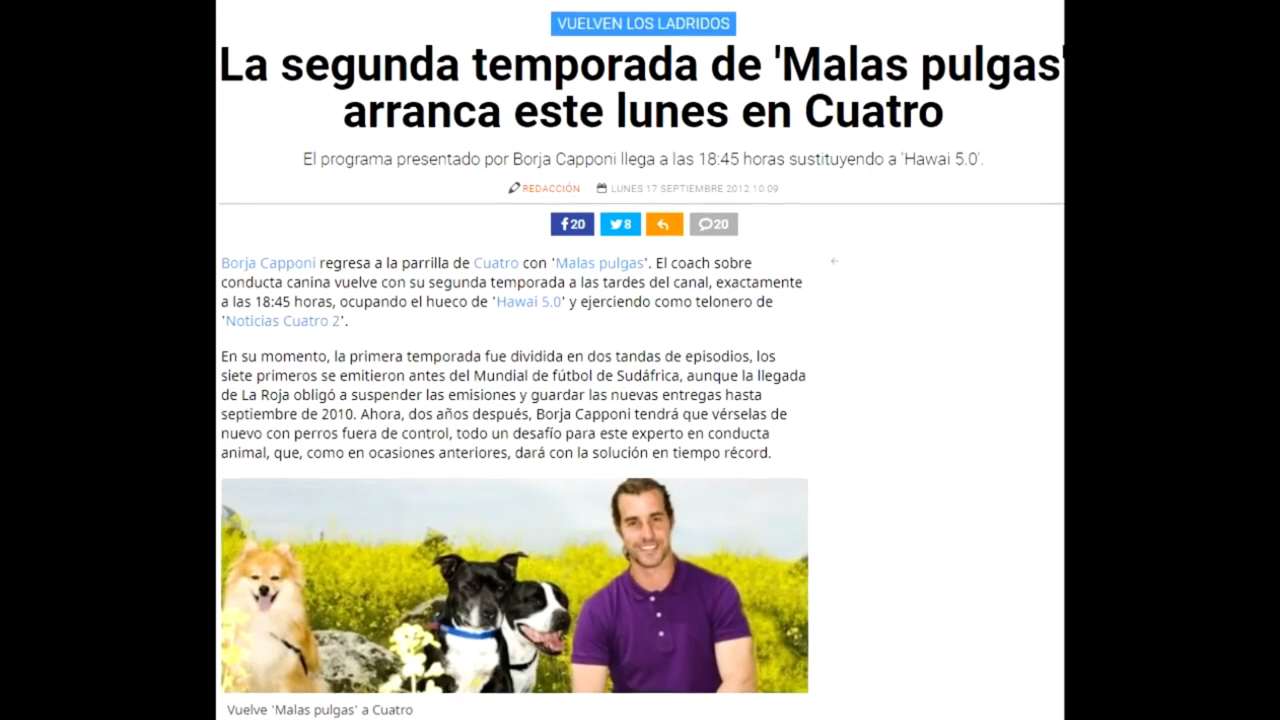 VUELVEN LOS LADRIDOS
La segunda temporada de 'Malas pulgas'
arranca este lunes en Cuatro
El programa presentado por Borja Capponi llega a las 18:45 horas sustituyendo a 'Hawai 5.0'.
REDACCIÓN LUNES 17 SEPTIEMBRE 2012 10:09
20 8 20
Borja Capponi regresa a la parrilla de Cuatro con 'Malas pulgas'. El coach sobre
conducta canina vuelve con su segunda temporada a las tardes del canal, exactamente
a las 18:45 horas, ocupando el hueco de 'Hawai 5.0' y ejerciendo como telonero de
'Noticias Cuatro 2'.
En su momento, la primera temporada fue dividida en dos tandas de episodios, los
siete primeros se emitieron antes del Mundial de fútbol de Sudáfrica, aunque la llegada
de La Roja obligó a suspender las emisiones y guardar las nuevas entregas hasta
septiembre de 2010. Ahora, dos años después, Borja Capponi tendrá que vérselas de
nuevo con perros fuera de control, todo un desafío para este experto en conducta
animal, que, como en ocasiones anteriores, dará con la solución en tiempo récord.
Vuelve 'Malas pulgas' a Cuatro